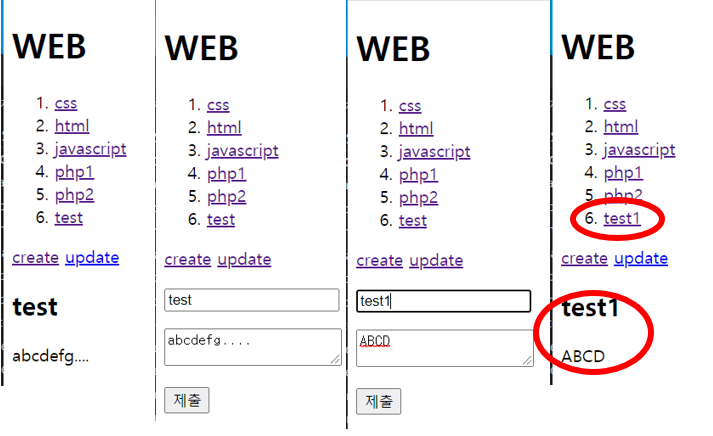 WEB
1. css
2. html
3. javascript
4. php1
5. php2
6. test
create update
test
abcdefg....
WEB
1. css
2. html
3. javascript
4. php1
5. php2
6. test
create update
test
abcdefg....
제출
WEB
1. css
2. html
3. javascript
4. php1
5. php2
6. test
create update
test1
ABCD
제출
WEB
1. css
2. html
3. javascript
4. php1
5. php2
6. test1
create update
test1
ABCD